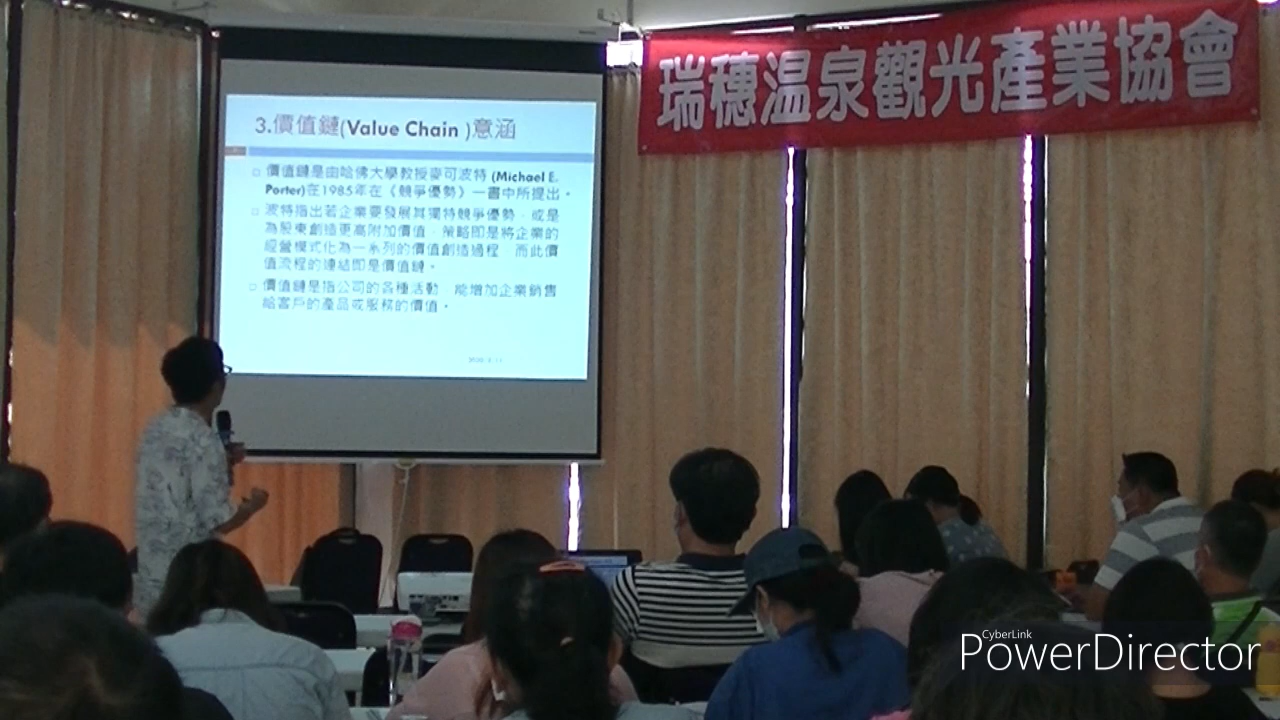 瑞穗温泉觀光產業協會
3.價值鏈(Value Chain )意涵
價值鏈是由哈佛大學教授麥可波特 (Michael E.
Porter)在1985年在《競爭優勢》一書中所提出。
波特指出若企業要發展其獨特競爭優勢，或是
為股東創造更高附加價值，策略即是將企業的
經營模式化為一系列的價值創造過程，而此價
值流程的連結即是價值鏈。
價值鏈是指公司的各種活動，能增加企業銷售
給客戶的產品或服務的價值。
CyberLink
PowerDirector